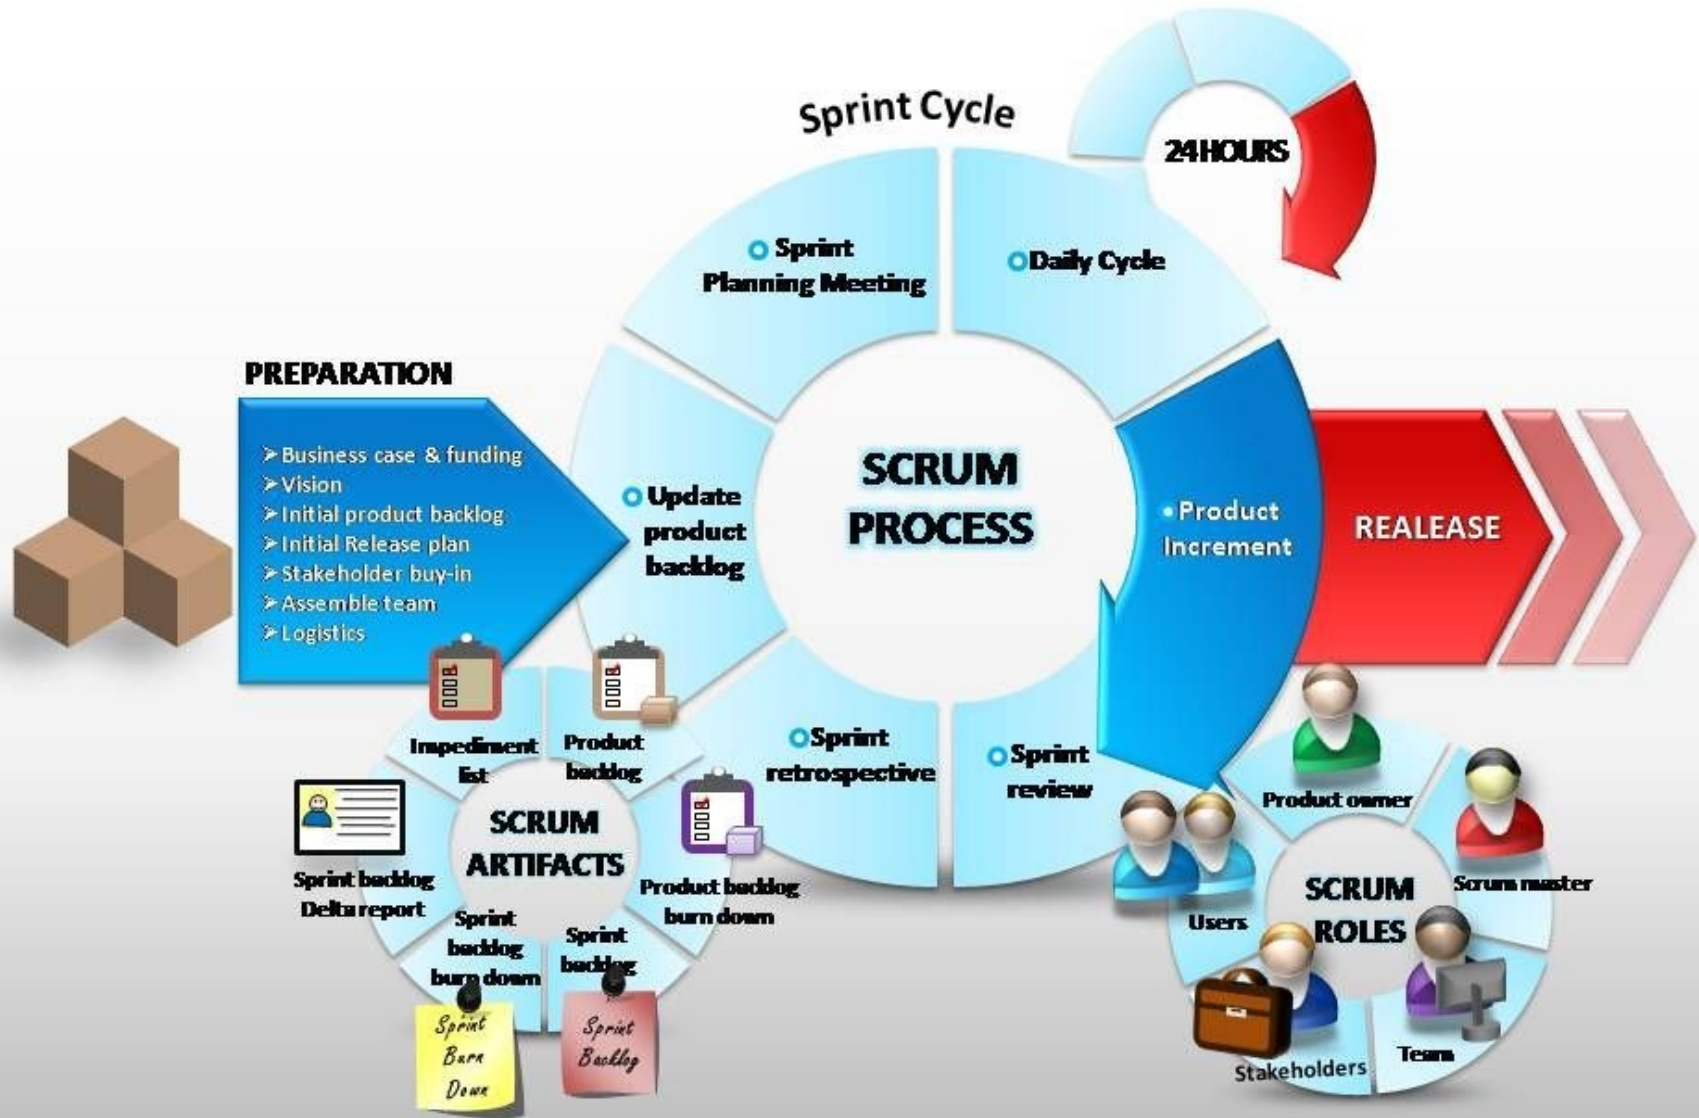 Sprint Cycle
24 HOURS
Sprint
Planning Meeting
Daily Cycle
PREPARATION
Business case & funding
Vision
Initial product backlog
Initial Release plan
Stakeholder buy-in
Assemble team
Logistics
Update
product
backlog
SCRUM
PROCESS
Product
Increment
REALEASE
Sprint
retrospective
Sprint
review
Impediment
list
Product
backlog
SCRUM
ARTIFACTS
Sprint backlog
Delta report
Product backlog
burn down
Sprint
backlog
burn down
Sprint
backlog
Sprint
Burn
Down
Sprint
Backlog
Product owner
Scrum master
SCRUM
ROLES
Users
Stakeholders
Team